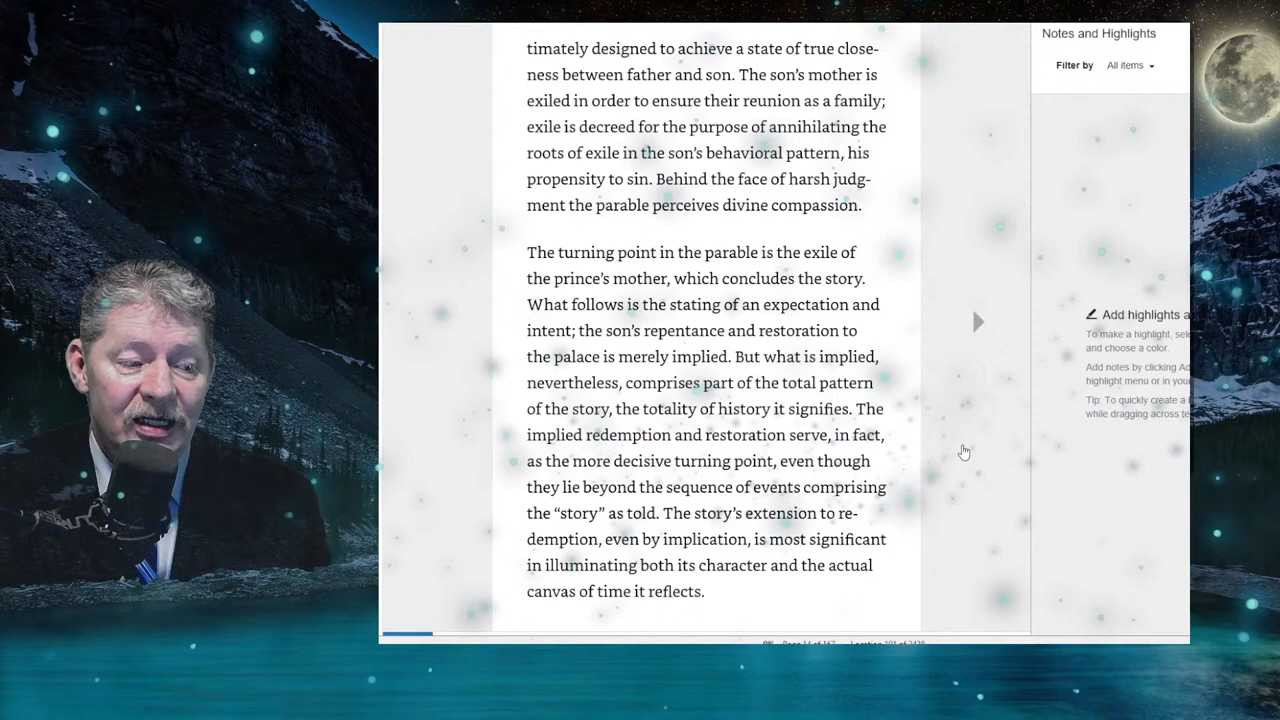 timately designed to achieve a state of true close-
ness between father and son. The son's mother is
exiled in order to ensure their reunion as a family;
exile is decreed for the purpose of annihilating the
roots of exile in the son's behavioral pattern, his
propensity to sin. Behind the face of harsh judg-
ment the parable perceives divine compassion.
The turning point in the parable is the exile of
the prince's mother, which concludes the story.
What follows is the stating of an expectation and
intent; the son's repentance and restoration to
the palace is merely implied. But what is implied,
nevertheless, comprises part of the total pattern
of the story, the totality of history it signifies. The
implied redemption and restoration serve, in fact,
as the more decisive turning point, even though
they lie beyond the sequence of events comprising
the “story” as told. The story's extension to re-
demption, even by implication, is most significant
in illuminating both its character and the actual
canvas of time it reflects.
Notes and Highlights
Filter by All items
Add highlights
To make a highlight,
and choose a color.
Add notes by clicking
highlight menu or in your
Tip: To quickly create a
while dragging across